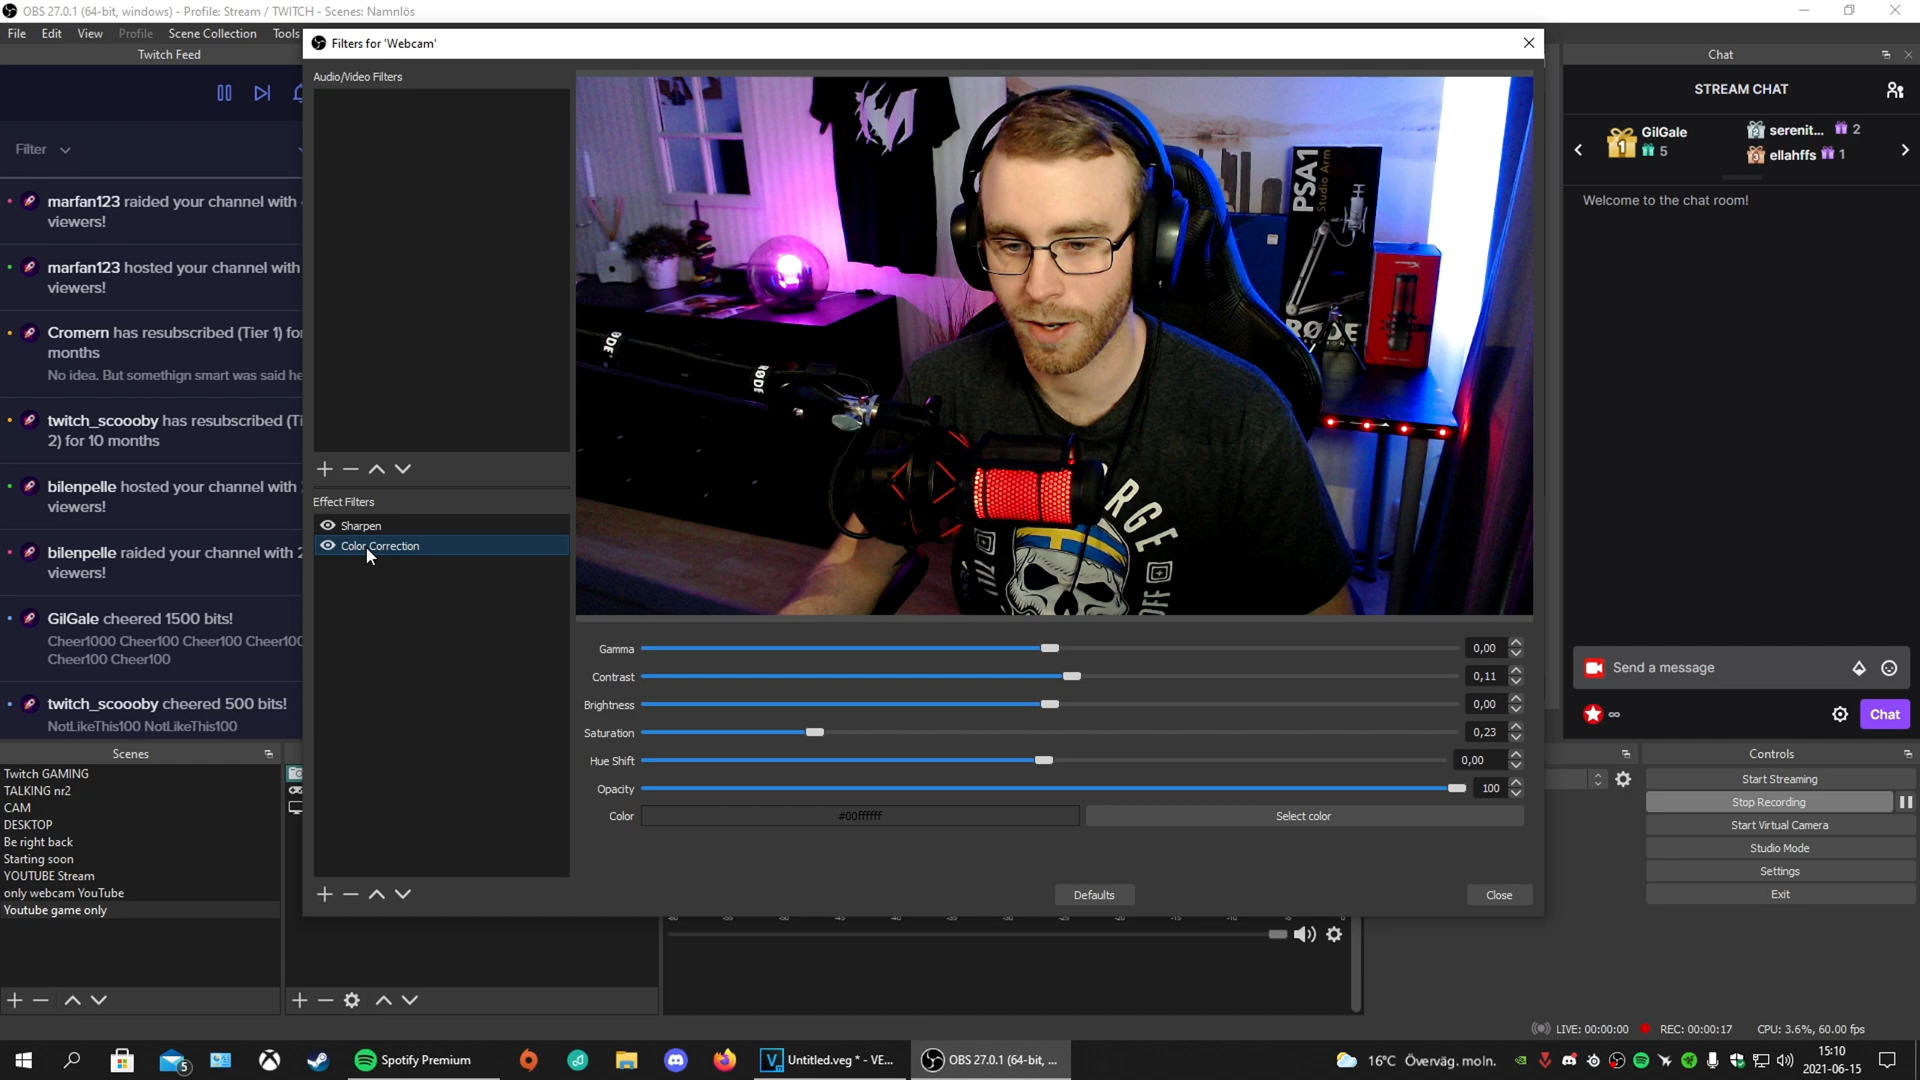 OBS 27.0.1 (64-bit, windows) - Profile: Stream / TWITCH - Scenes: Namnlös
File Edit View Profile Scene Collection Tools
Twitch Feed
Filter
marfan123 raided your channel with
viewers!
marfan123 hosted your channel with
viewers!
Cromern has resubscribed (Tier 1) for
months
No idea. But somethign smart was said he
twitch_scoooby has resubscribed (Ti
2) for 10 months
bilenpelle hosted your channel with
viewers!
bilenpelle raided your channel with 2
viewers!
GilGale cheered 1500 bits!
Cheer1000 Cheer100 Cheer100 Cheer100
Cheer100 Cheer100
twitch_scoooby cheered 500 bits!
NotLikeThis100 NotLikeThis100
Scenes
Twitch GAMING
TALKING nr2
CAM
DESKTOP
Be right back
Starting soon
YOUTUBE Stream
only webcam YouTube
Youtube game only
Filters for 'Webcam'
Audio/Video Filters
Effect Filters
Sharpen
Color Correction
PSA1
Studio Arm
RØDE
RØDE
RGE
Gamma 0,00
Contrast 0,11
Brightness 0,00
Saturation 0,23
Hue Shift 0,00
Opacity 100
Color #00ffffff Select color
Defaults
Close
Chat
STREAM CHAT
1 GilGale 5
2 serenit... 2
3 ellahffs 1
Welcome to the chat room!
Send a message
∞
Chat
Controls
Start Streaming
Stop Recording
Start Virtual Camera
Studio Mode
Settings
Exit
LIVE: 00:00:00 REC: 00:00:17 CPU: 3.6%, 60.00 fps
5
Spotify Premium
Untitled.veg * - VE...
OBS 27.0.1 (64-bit, ...
16°C Överväg. moln.
15:10
2021-06-15